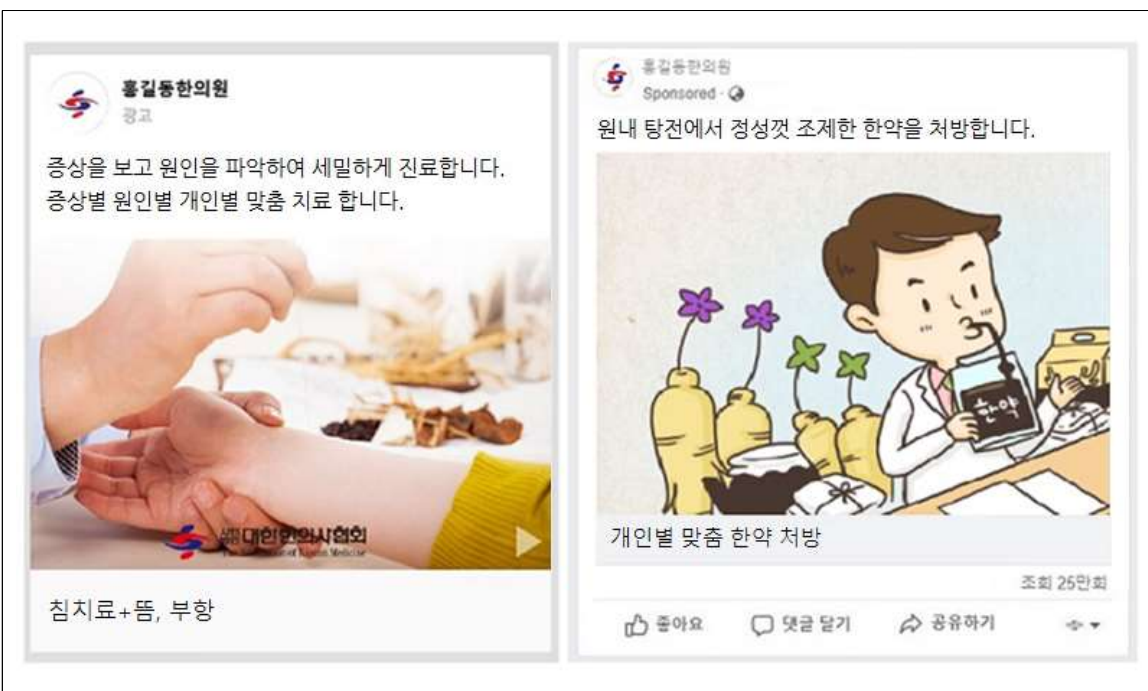 홍길동한의원
광고
증상을 보고 원인을 파악하여 세밀하게 진료합니다.
증상별 원인별 개인별 맞춤 치료 합니다.
대한한의사협회
침치료+뜸, 부항
홍길동한의원
Sponsored ·
원내 탕전에서 정성껏 조제한 한약을 처방합니다.
한약
개인별 맞춤 한약 처방
조회 25만회
좋아요 댓글 달기 공유하기